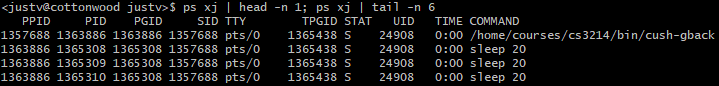 <justv@cottonwood justv>$ ps xj | head -n 1; ps xj | tail -n 6
PPID PID PGID SID TTY TPGID STAT UID TIME COMMAND
1357688 1363886 1363886 1357688 pts/0 1365438 S 24908 0:00 /home/courses/cs3214/bin/cush-gback
1363886 1365308 1365308 1357688 pts/0 1365438 S 24908 0:00 sleep 20
1363886 1365309 1365308 1357688 pts/0 1365438 S 24908 0:00 sleep 20
1363886 1365310 1365308 1357688 pts/0 1365438 S 24908 0:00 sleep 20